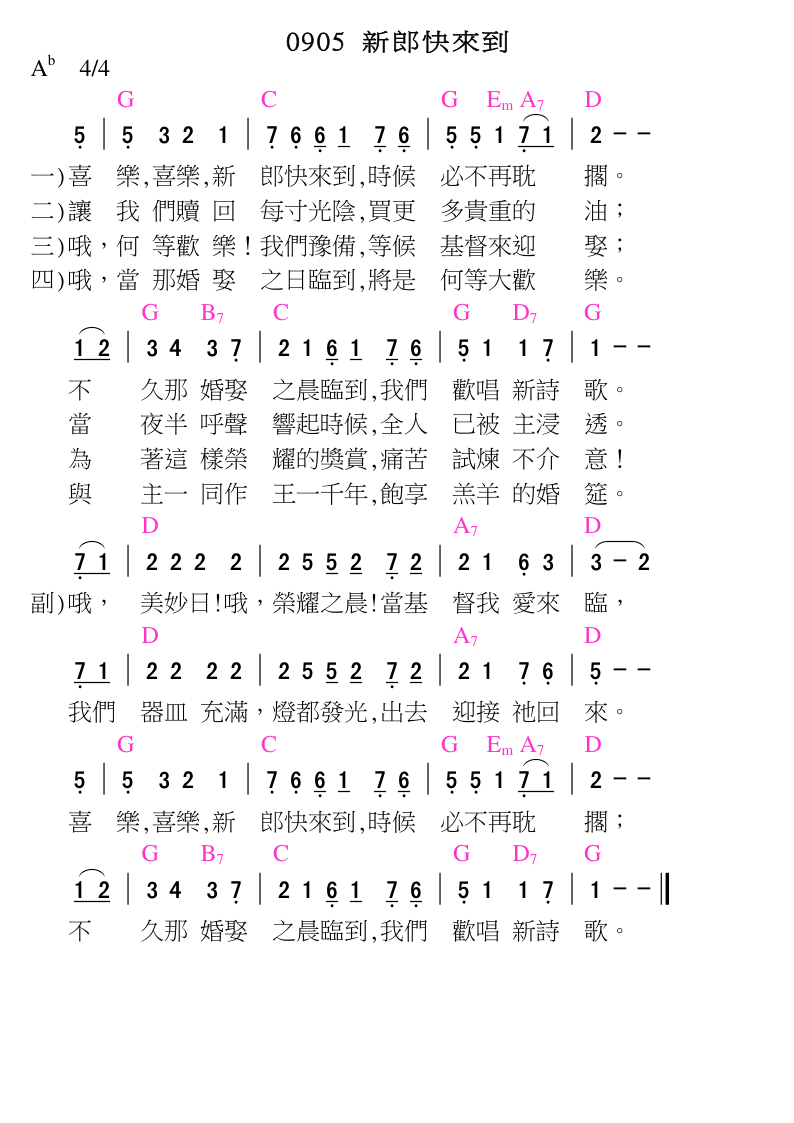 0905 新郎快來到
Ab 4/4
G C G Em A7 D
5 | 5 3 2 1 | 7 6 6 1 7 6 | 5 5 1 7 1 | 2 - -
一)喜 樂,喜樂,新 郎快來到,時候 必不再耽 擱。
二)讓 我 們贖 回 每寸光陰,買更 多貴重的 油；
三)哦，何 等歡 樂!我們豫備,等候 基督來迎 娶；
四)哦，當 那婚 娶 之日臨到,將是 何等大歡 樂。
G B7 C G D7 G
1 2 | 3 4 3 7 | 2 1 6 1 7 6 | 5 1 1 7 | 1 - -
不 久那 婚娶 之晨臨到,我們 歡唱 新詩 歌。
當 夜半 呼聲 響起時候,全人 已被 主浸 透。
為 著這 樣榮 耀的獎賞,痛苦 試煉 不介 意!
與 主一 同作 王一千年,飽享 羔羊 的婚 筵。
D A7 D
7 1 | 2 2 2 2 | 2 5 5 2 7 2 | 2 1 6 3 | 3 - 2
副)哦， 美妙日!哦，榮耀之晨!當基 督我 愛來 臨，
D A7 D
7 1 | 2 2 2 2 | 2 5 5 2 7 2 | 2 1 7 6 | 5 - -
我們 器皿 充滿，燈都發光,出去 迎接 祂回 來。
G C G Em A7 D
5 | 5 3 2 1 | 7 6 6 1 7 6 | 5 5 1 7 1 | 2 - -
喜 樂,喜樂,新 郎快來到,時候 必不再耽 擱；
G B7 C G D7 G
1 2 | 3 4 3 7 | 2 1 6 1 7 6 | 5 1 1 7 | 1 - - ||
不 久那 婚娶 之晨臨到,我們 歡唱 新詩 歌。